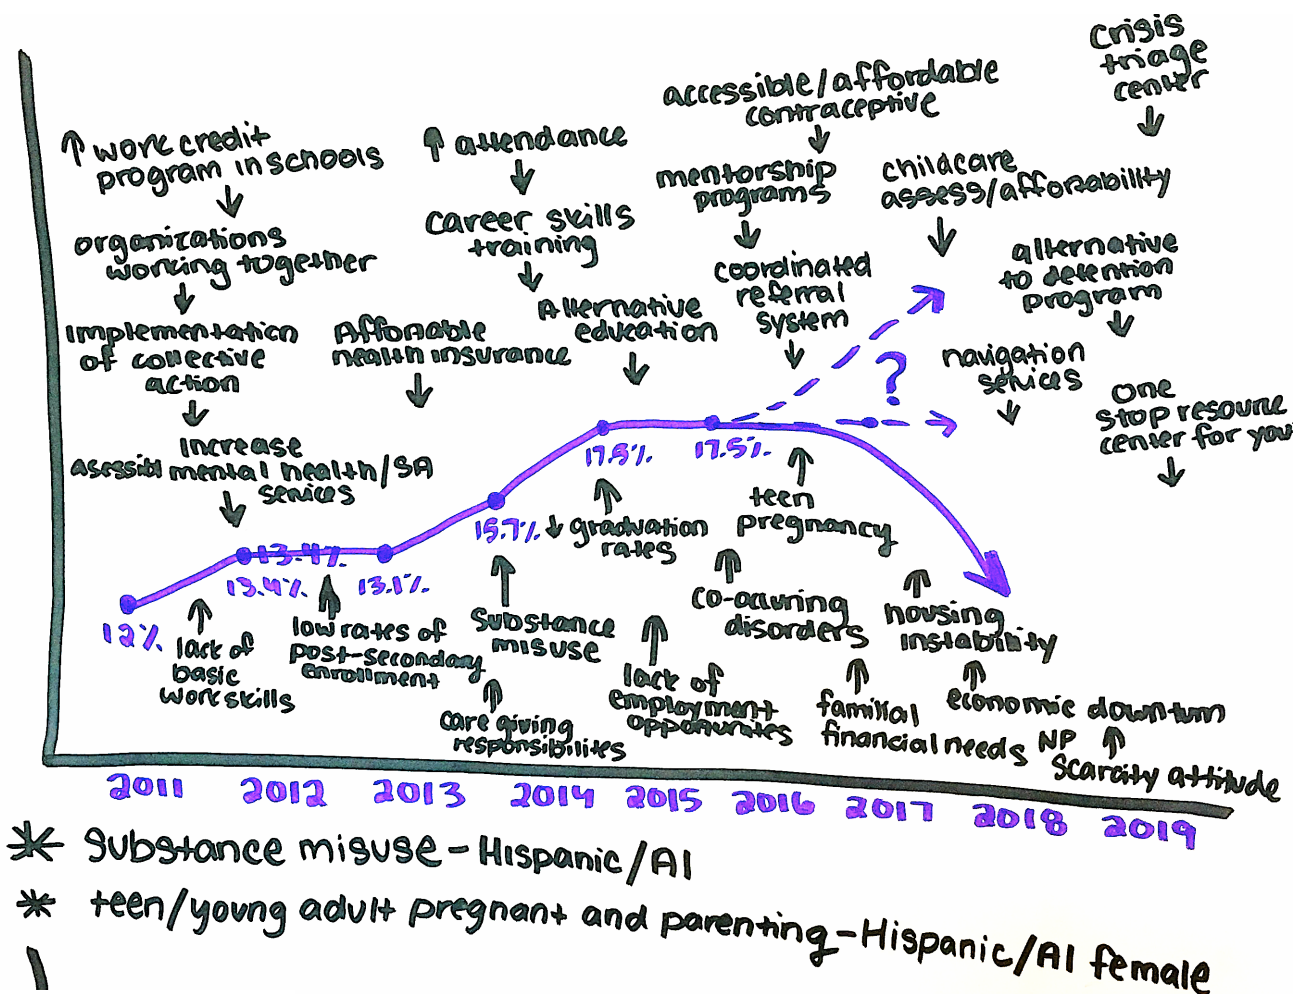 ↑ work credit
program in schools
↓
organizations
working together
↓
Implementation
of collective
action
↓
Increase
asessibl mental health/SA
services
↓
Affordable
health insurance
↓
↑ attendance
↓
career skills
training
↓
Alternative
education
↓
accessible/affordable
contraceptive
↓
mentorship
programs
↓
coordinated
referral
system
↓
childcare
assess/affordability
↓
Crisis
triage
center
↓
alternative
to detention
program
↓
navigation
services
↓
One
stop resource
center for you
↓
?
12%
13.4%
13.4%
13.1%
15.7%
17.5%
17.5%
↑
lack of
basic
work skills
↑
low rates of
post-secondary
enrollment
↑
Substance
misuse
↑
care giving
responsibilites
↑
↓ graduation
rates
↑
lack of
employment
↑
teen
pregnancy
↑
co-occuring
disorders
↑
familial
financial needs
↑
housing
instability
↑
economic downturn
↑
NP
scarcity attitude
2011 2012 2013 2014 2015 2016 2017 2018 2019
* Substance misuse - Hispanic/AI
* teen/young adult pregnant and parenting - Hispanic/AI female